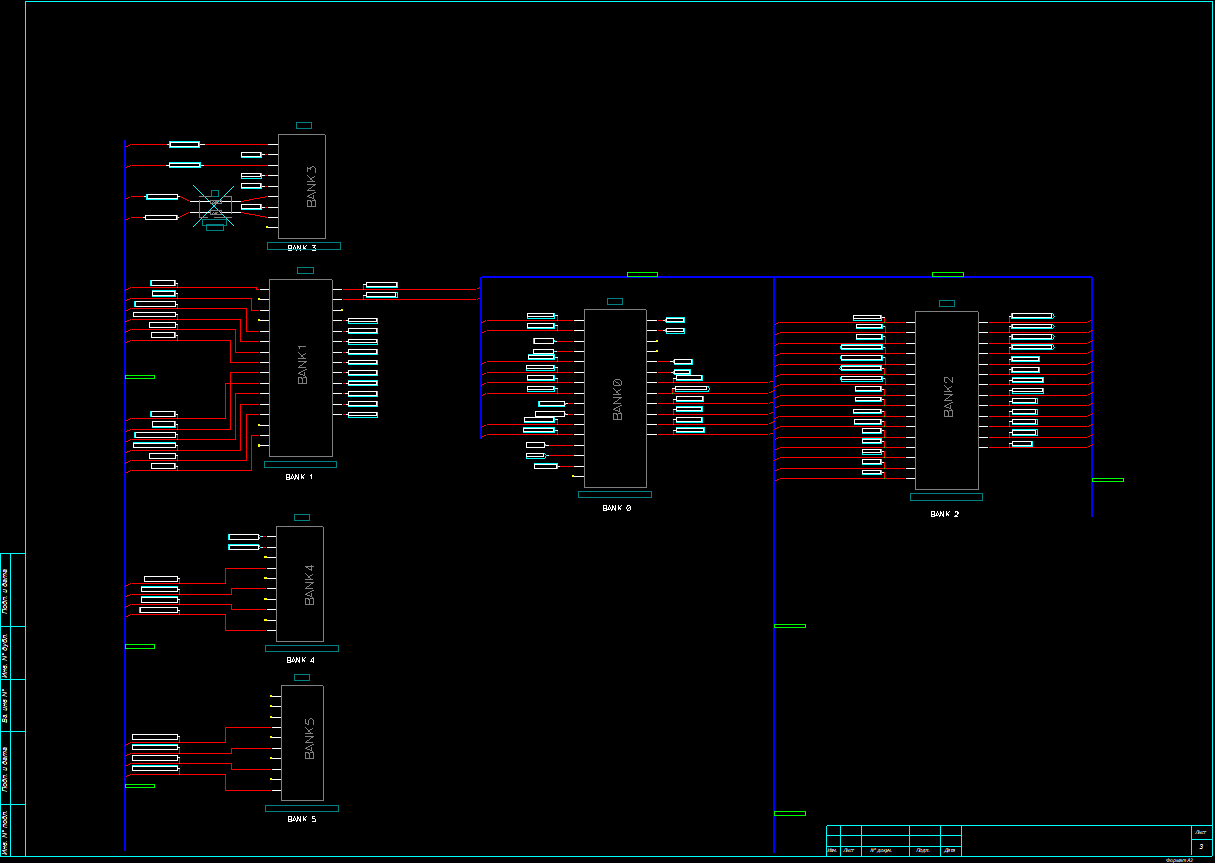 BANK3
BANK 3
BANK1
BANK 1
BANK0
BANK 0
BANK2
BANK 2
BANK4
BANK 4
BANK5
BANK 5
Подп. и дата
Инв. № дубл.
Вз. инв №
Подп. и дата
Инв. № подл.
Изм. Лист № докум. Подп. Дата
Лист
3
Формат А3